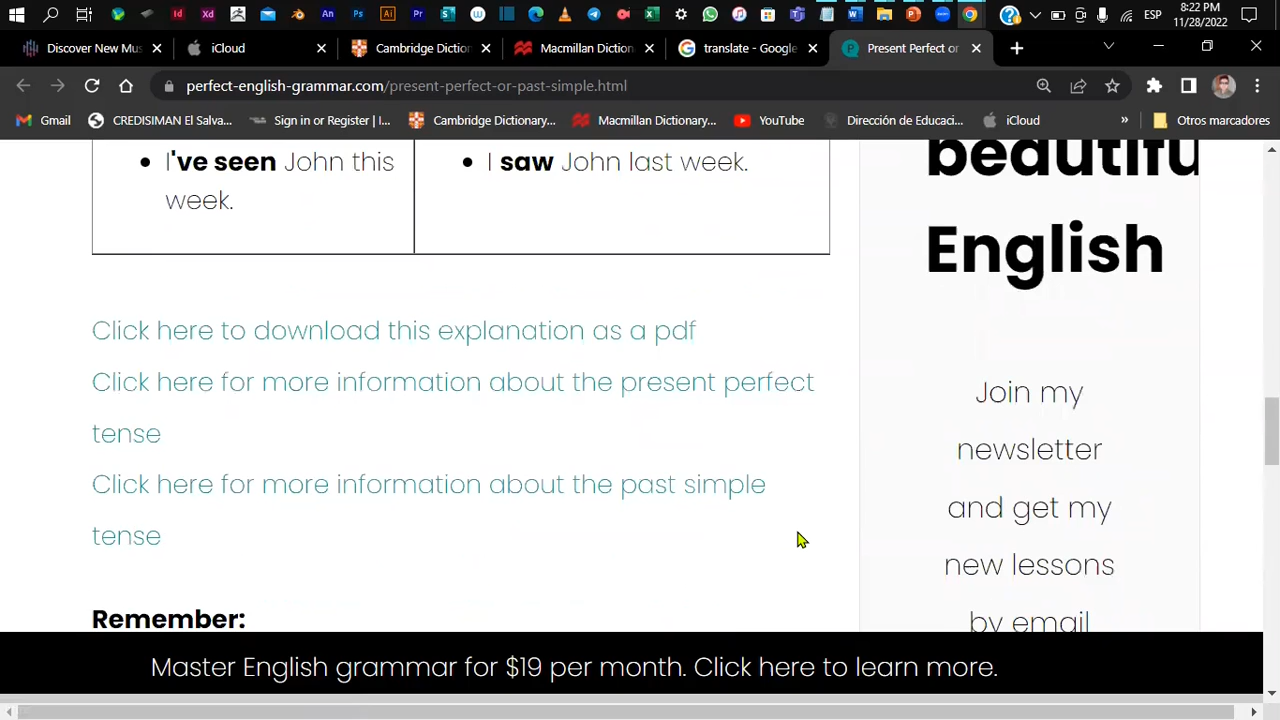 8:22 PM
ESP
11/28/2022
Discover New Mus
iCloud
Cambridge Diction
Macmillan Diction
translate - Google
Present Perfect or
perfect-english-grammar.com/present-perfect-or-past-simple.html
Gmail
CREDISIMAN El Salva...
Sign in or Register | I...
Cambridge Dictionary...
Macmillan Dictionary...
YouTube
Dirección de Educaci...
iCloud
»
Otros marcadores
• I've seen John this
week.
• I saw John last week.
Click here to download this explanation as a pdf
Click here for more information about the present perfect
tense
Click here for more information about the past simple
tense
Remember:
beautifu
English
Join my
newsletter
and get my
new lessons
by email
Master English grammar for $19 per month. Click here to learn more.